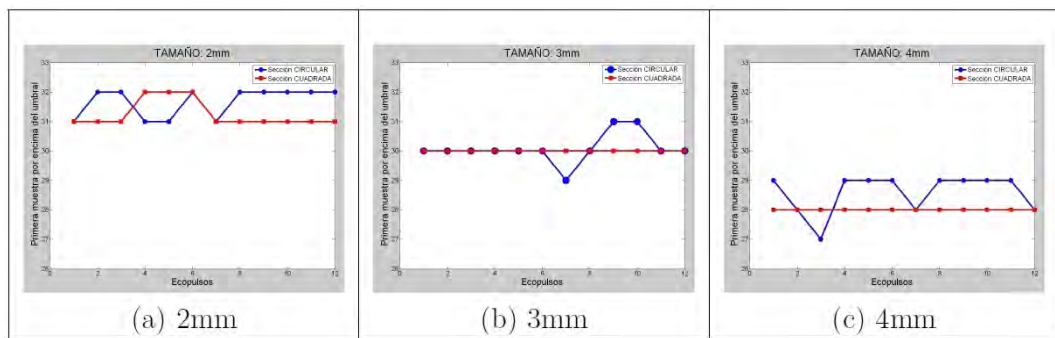 TAMAÑO: 2mm
Primera muestra por encima del umbral
33
32
31
30
29
28
27
26
0 2 4 6 8 10 12
Ecopulsos
Sección CIRCULAR
Sección CUADRADA
(a) 2mm
TAMAÑO: 3mm
Primera muestra por encima del umbral
33
32
31
30
29
28
27
26
0 2 4 6 8 10 12
Ecopulsos
Sección CIRCULAR
Sección CUADRADA
(b) 3mm
TAMAÑO: 4mm
Primera muestra por encima del umbral
33
32
31
30
29
28
27
26
0 2 4 6 8 10 12
Ecopulsos
Sección CIRCULAR
Sección CUADRADA
(c) 4mm